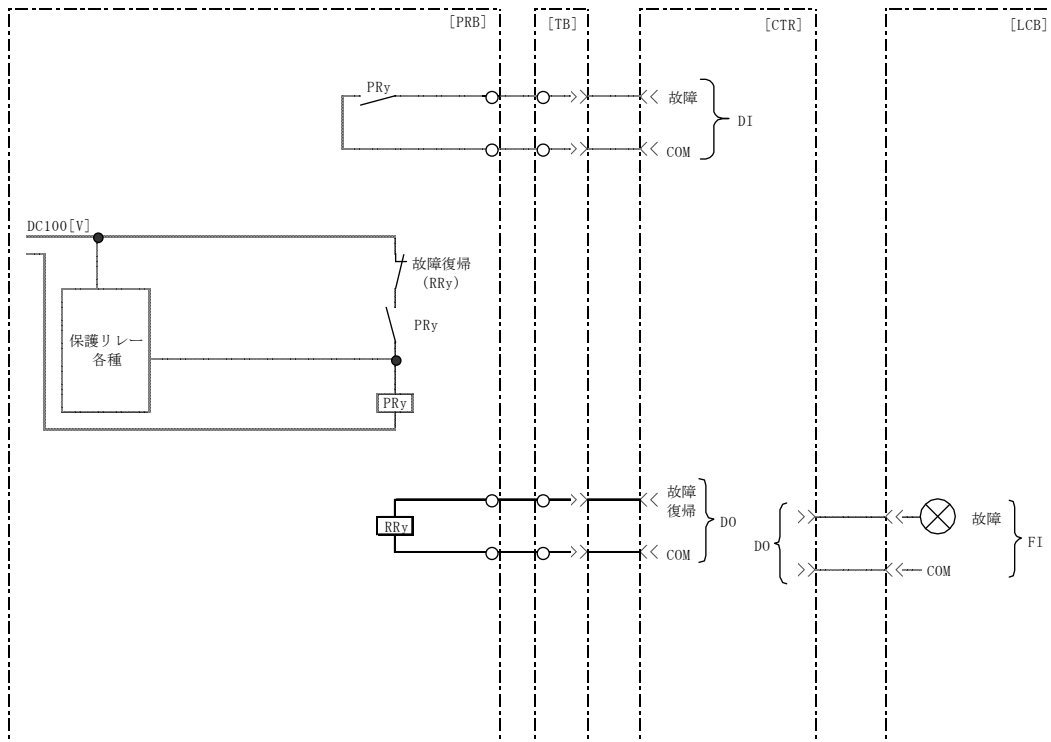 [PRB]
[TB]
[CTR]
[LCB]
PRy
故障
DI
COM
DC100[V]
故障復帰
(RRy)
PRy
保護リレー
各種
PRy
故障
復帰
DO
RRy
COM
DO
故障
FI
COM